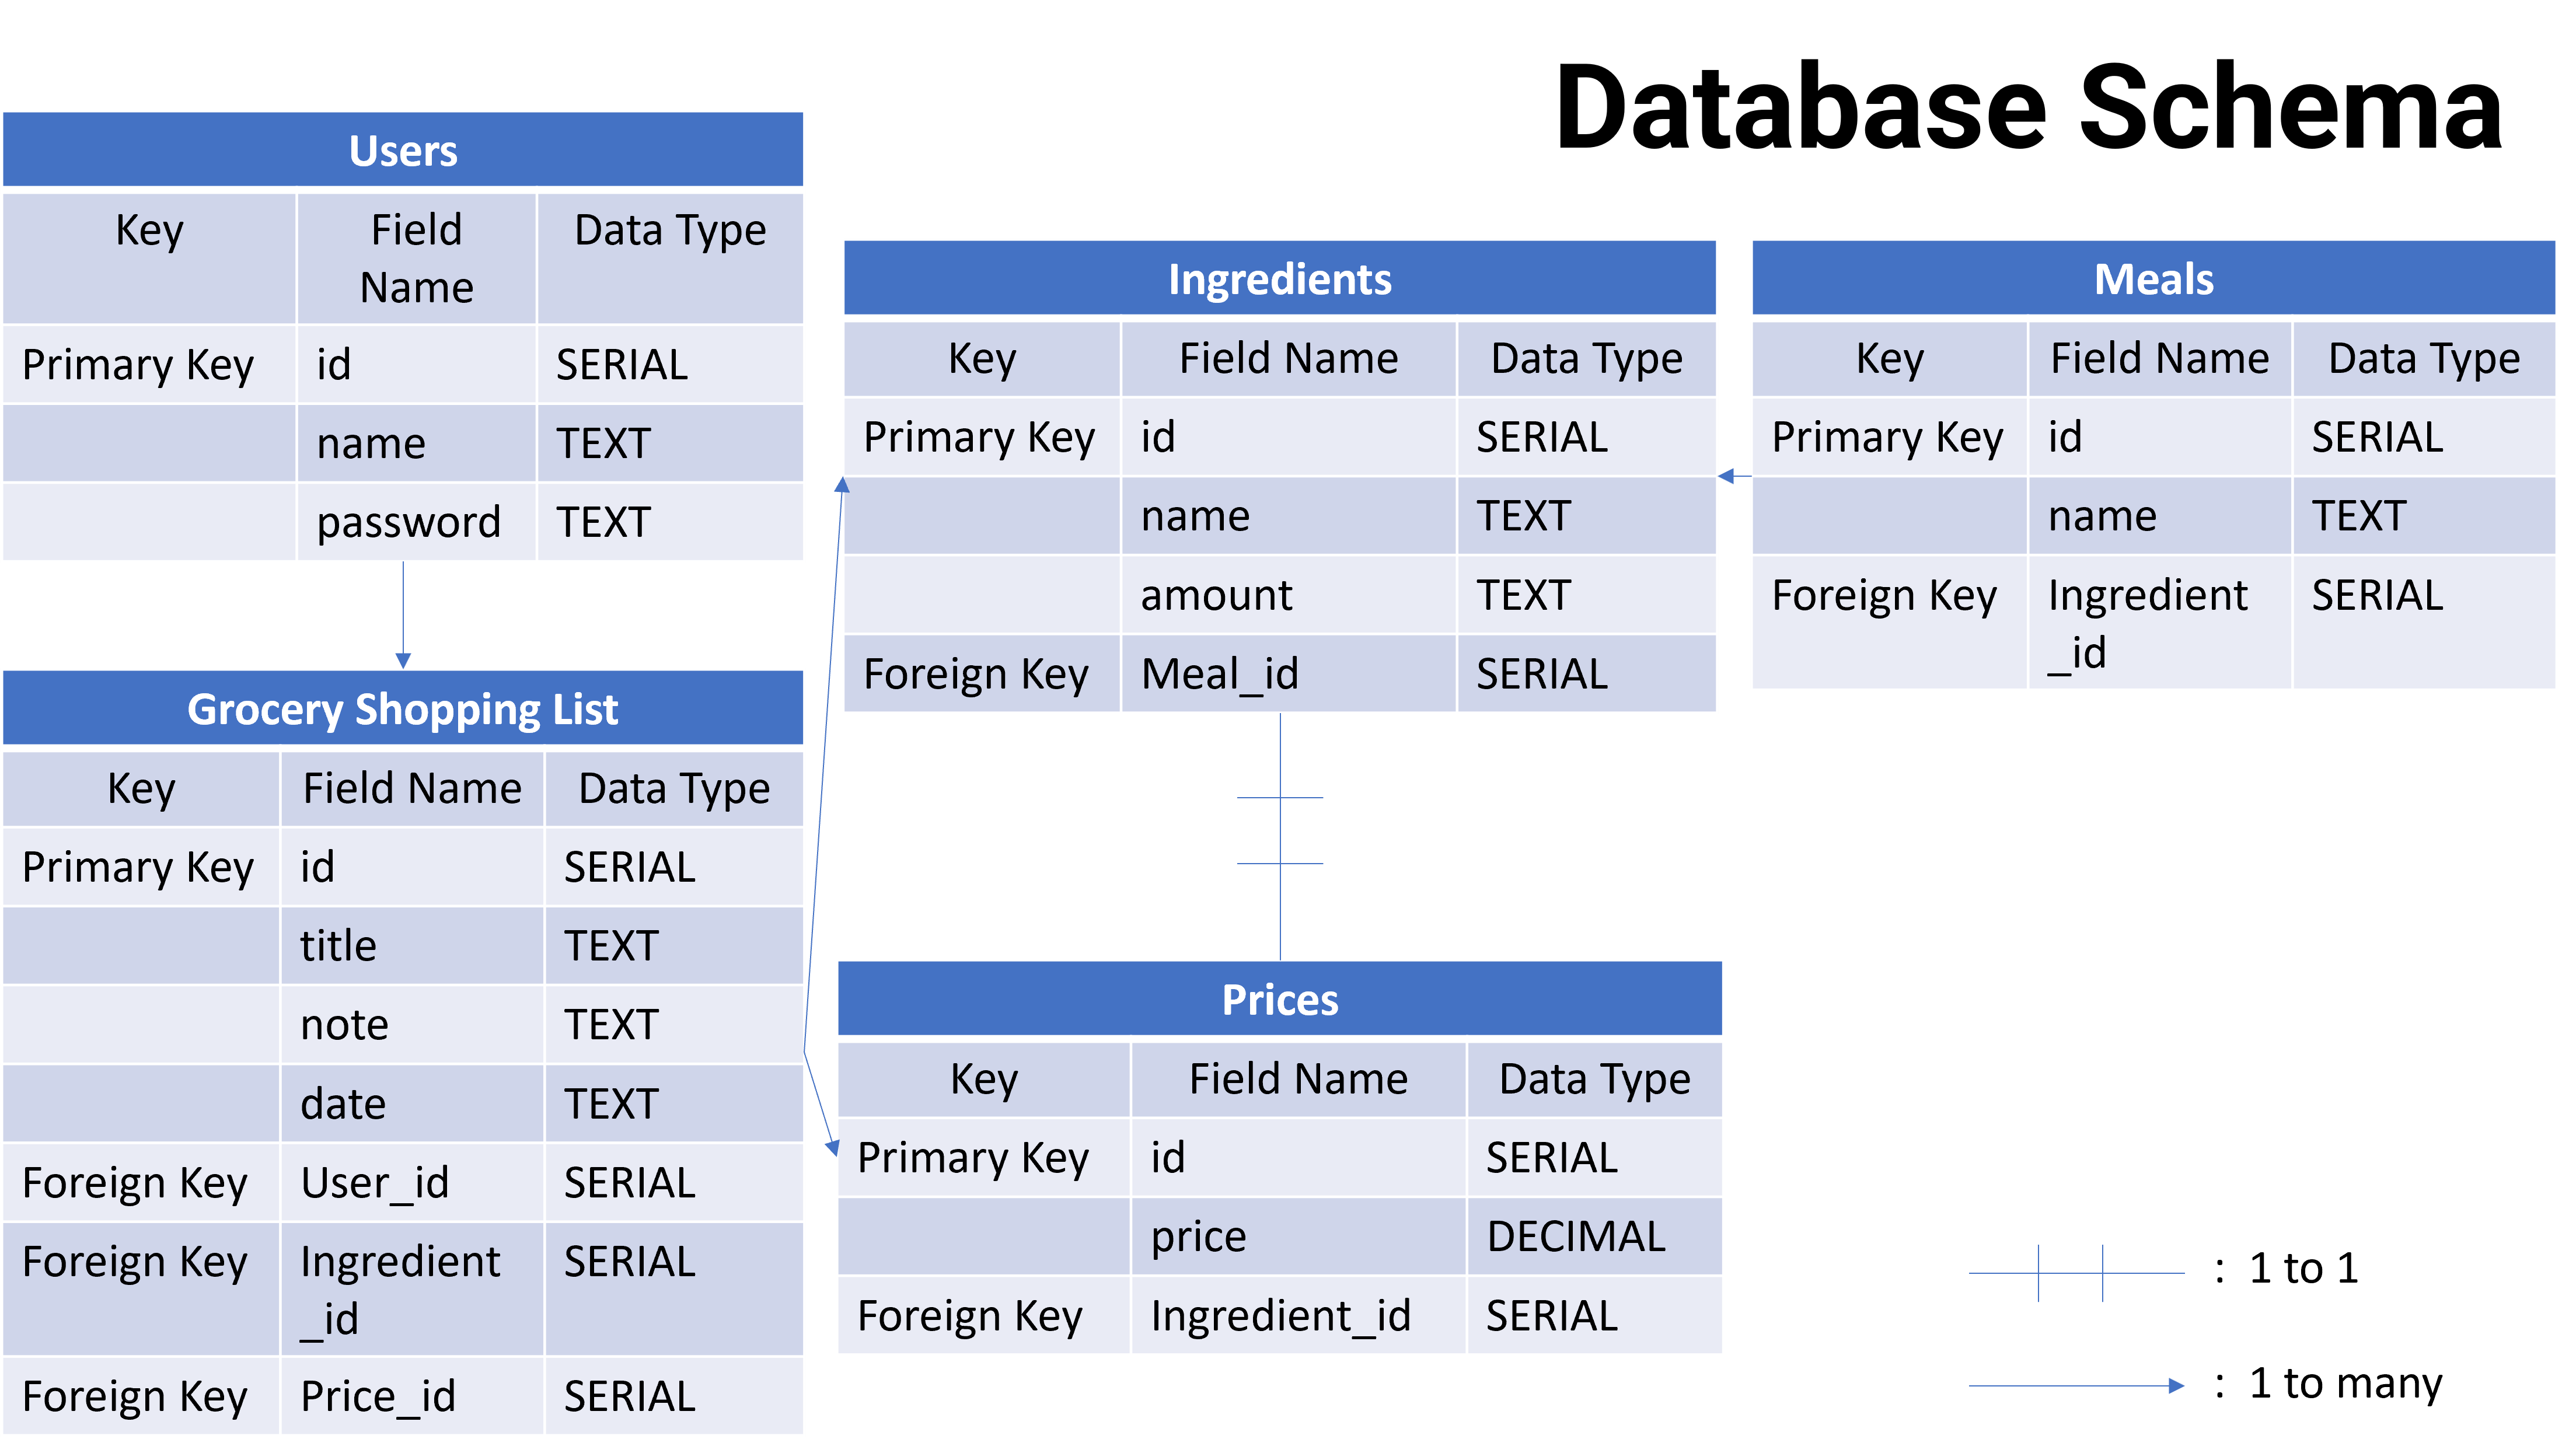 Database Schema
Users
Key Field Name Data Type
Primary Key id SERIAL
name TEXT
password TEXT
Grocery Shopping List
Key Field Name Data Type
Primary Key id SERIAL
title TEXT
note TEXT
date TEXT
Foreign Key User_id SERIAL
Foreign Key Ingredient_id SERIAL
Foreign Key Price_id SERIAL
Ingredients
Key Field Name Data Type
Primary Key id SERIAL
name TEXT
amount TEXT
Foreign Key Meal_id SERIAL
Prices
Key Field Name Data Type
Primary Key id SERIAL
price DECIMAL
Foreign Key Ingredient_id SERIAL
Meals
Key Field Name Data Type
Primary Key id SERIAL
name TEXT
Foreign Key Ingredient_id SERIAL
: 1 to 1
: 1 to many